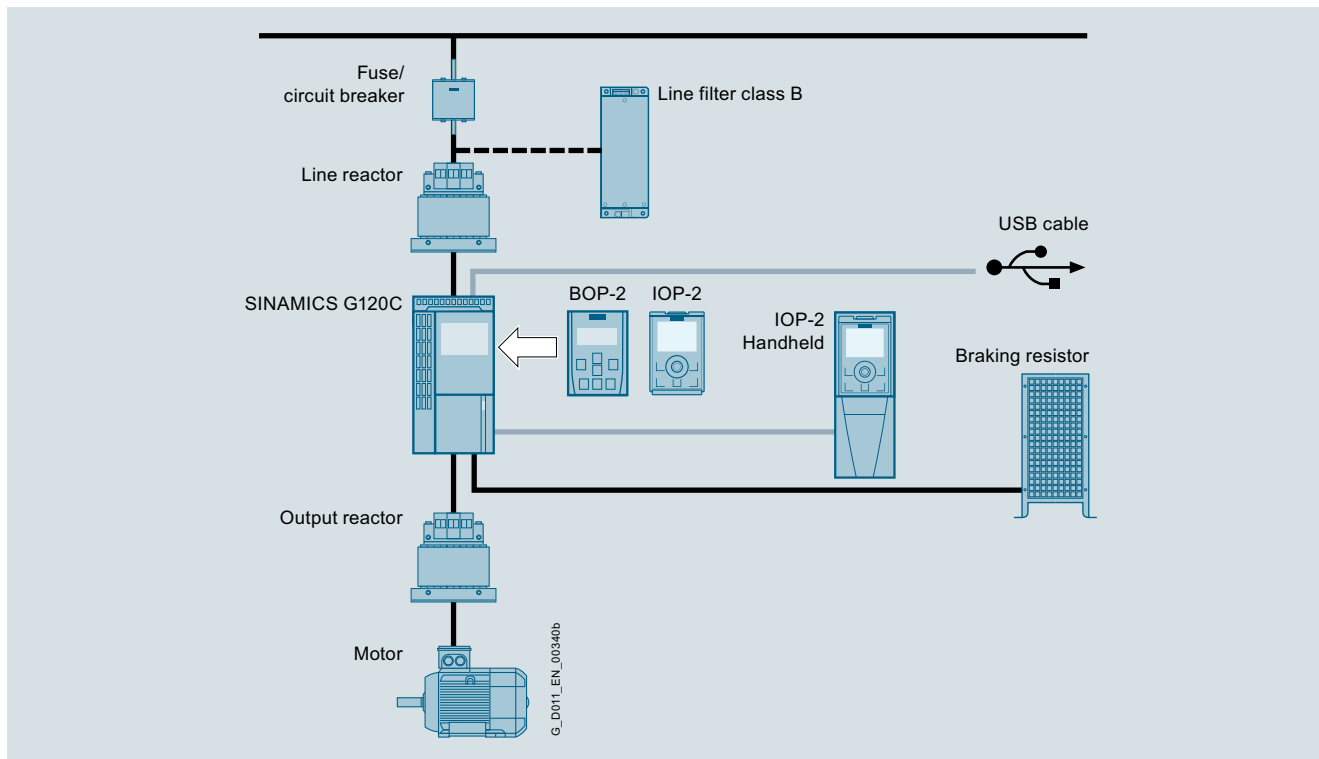 Fuse/
circuit breaker
Line filter class B
Line reactor
USB cable
SINAMICS G120C
BOP-2
IOP-2
IOP-2
Handheld
Braking resistor
Output reactor
Motor
G_D011_EN_00340b